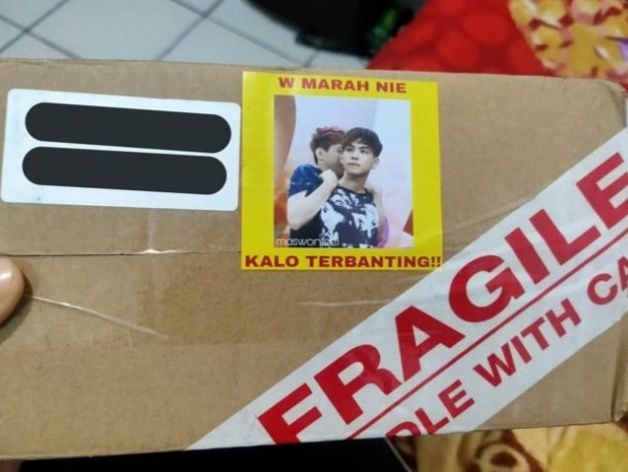 W MARAH NIE
KALO TERBANTING!!
FRAGILE
DLE WITH CA